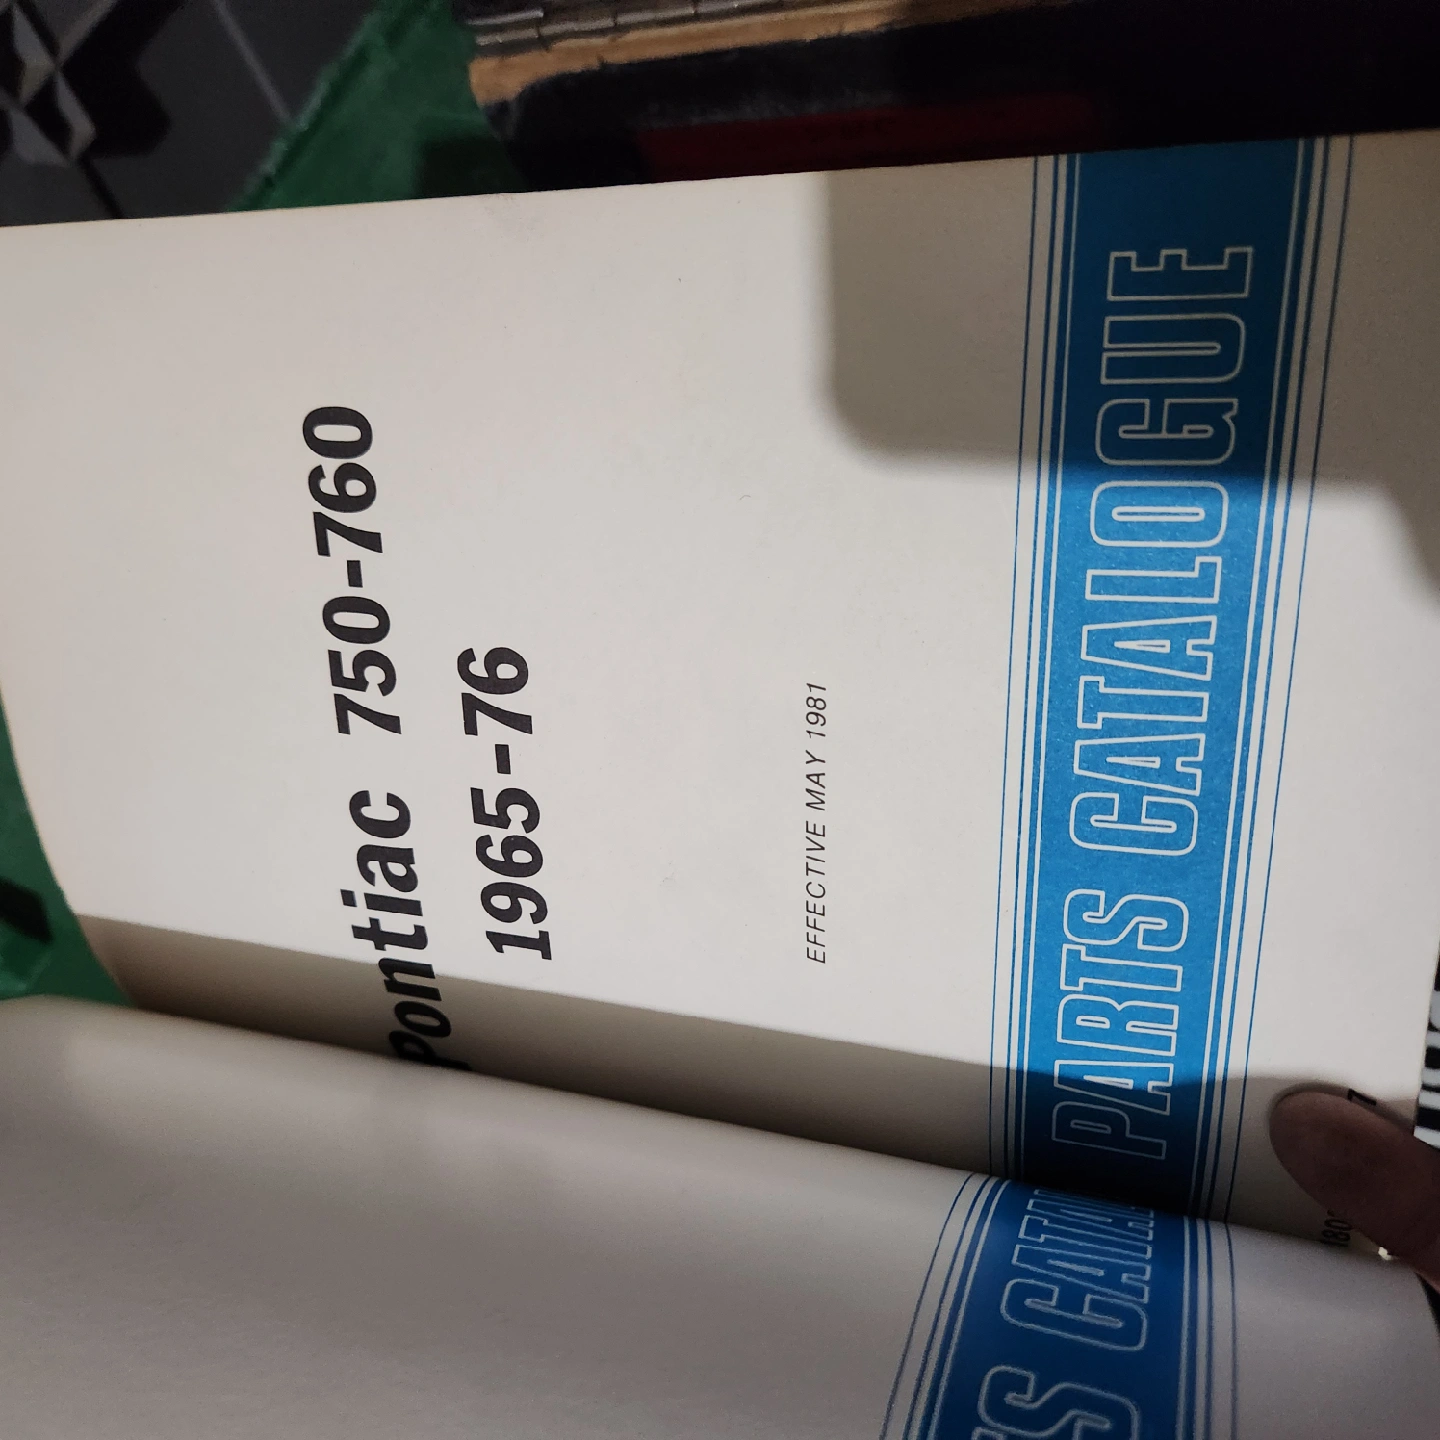 Pontiac 750-760
1965-76
EFFECTIVE MAY 1981
PARTS CATALOGUE